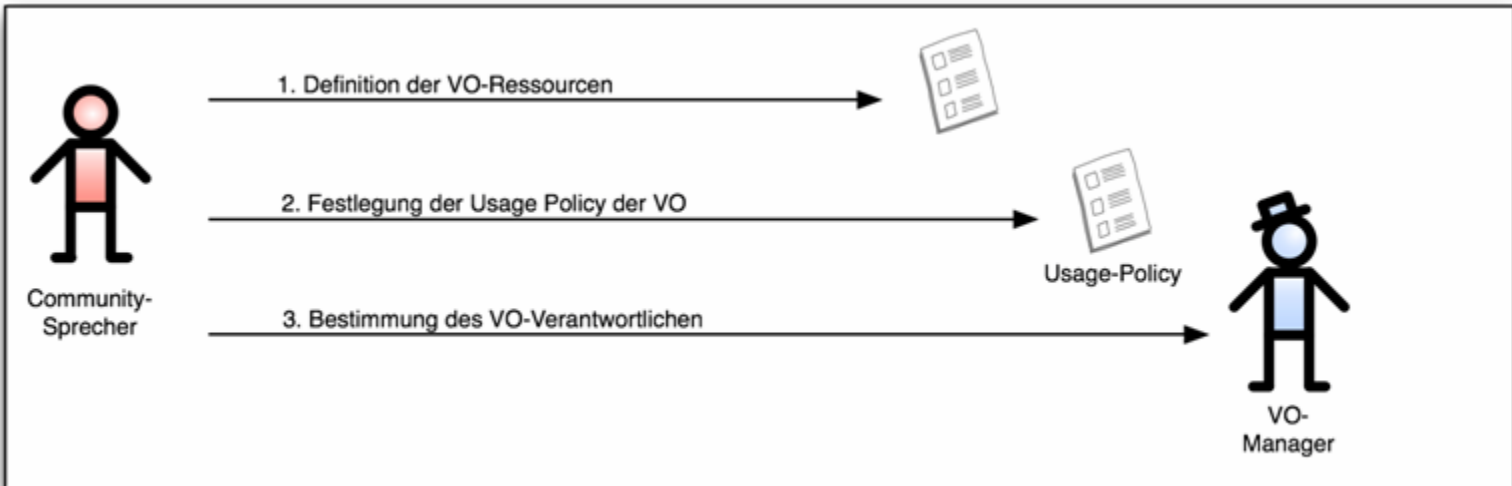 1. Definition der VO-Ressourcen
2. Festlegung der Usage Policy der VO
Usage-Policy
Community-
Sprecher
3. Bestimmung des VO-Verantwortlichen
VO-
Manager